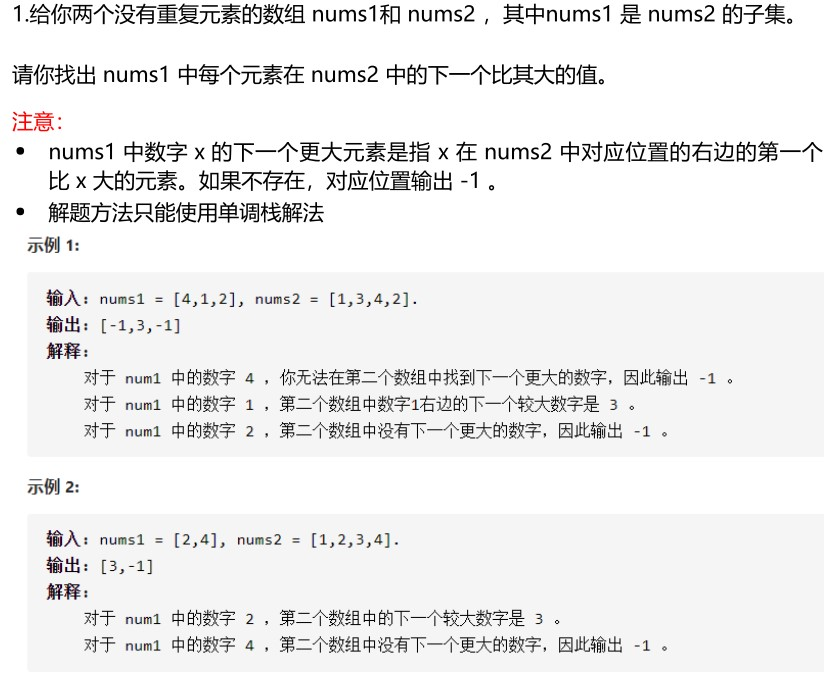 1.给你两个没有重复元素的数组 nums1和 nums2 ，其中nums1 是 nums2 的子集。
请你找出 nums1 中每个元素在 nums2 中的下一个比其大的值。
注意：
• nums1 中数字 x 的下一个更大元素是指 x 在 nums2 中对应位置的右边的第一个
比 x 大的元素。如果不存在，对应位置输出 -1 。
• 解题方法只能使用单调栈解法
示例 1:
输入: nums1 = [4,1,2], nums2 = [1,3,4,2].
输出: [-1,3,-1]
解释:
对于 num1 中的数字 4 ，你无法在第二个数组中找到下一个更大的数字，因此输出 -1 。
对于 num1 中的数字 1 ，第二个数组中数字1右边的下一个较大数字是 3 。
对于 num1 中的数字 2 ，第二个数组中没有下一个更大的数字，因此输出 -1 。
示例 2:
输入: nums1 = [2,4], nums2 = [1,2,3,4].
输出: [3,-1]
解释:
对于 num1 中的数字 2 ，第二个数组中的下一个较大数字是 3 。
对于 num1 中的数字 4 ，第二个数组中没有下一个更大的数字，因此输出 -1 。